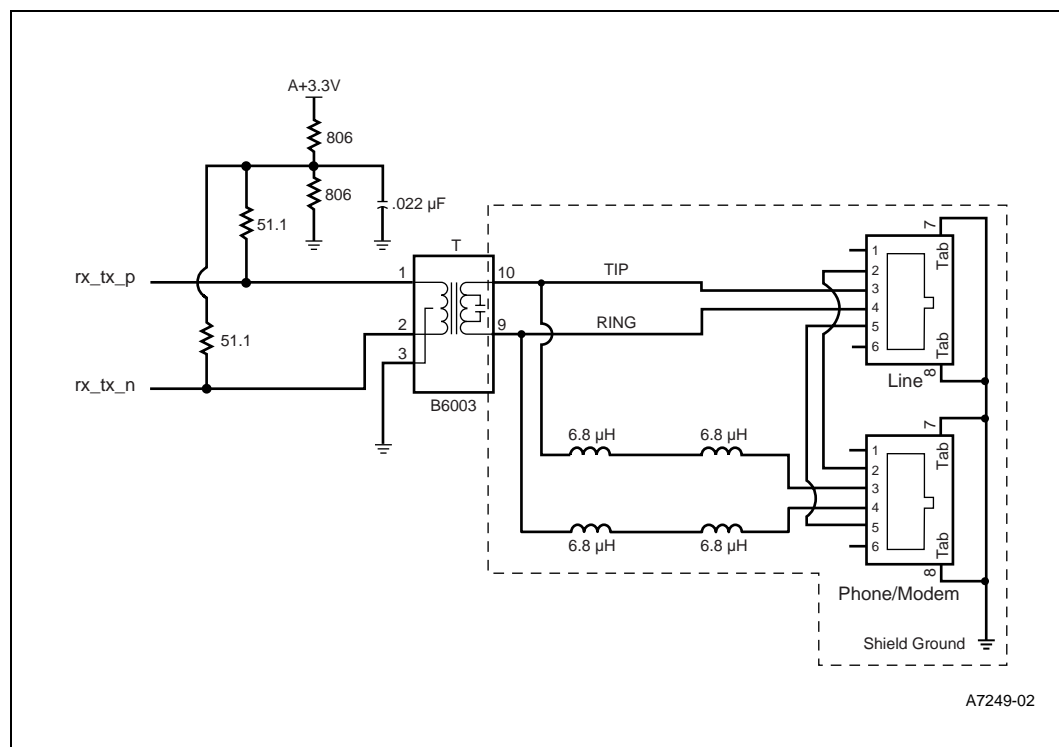 A+3.3V
806
806
.022 µF
51.1
rx_tx_p
51.1
rx_tx_n
T
1
2
3
10
9
B6003
TIP
RING
7
Tab
1
2
3
4
5
6
Tab
8
Line
6.8 µH
6.8 µH
6.8 µH
6.8 µH
7
Tab
1
2
3
4
5
6
Tab
8
Phone/Modem
Shield Ground
A7249-02